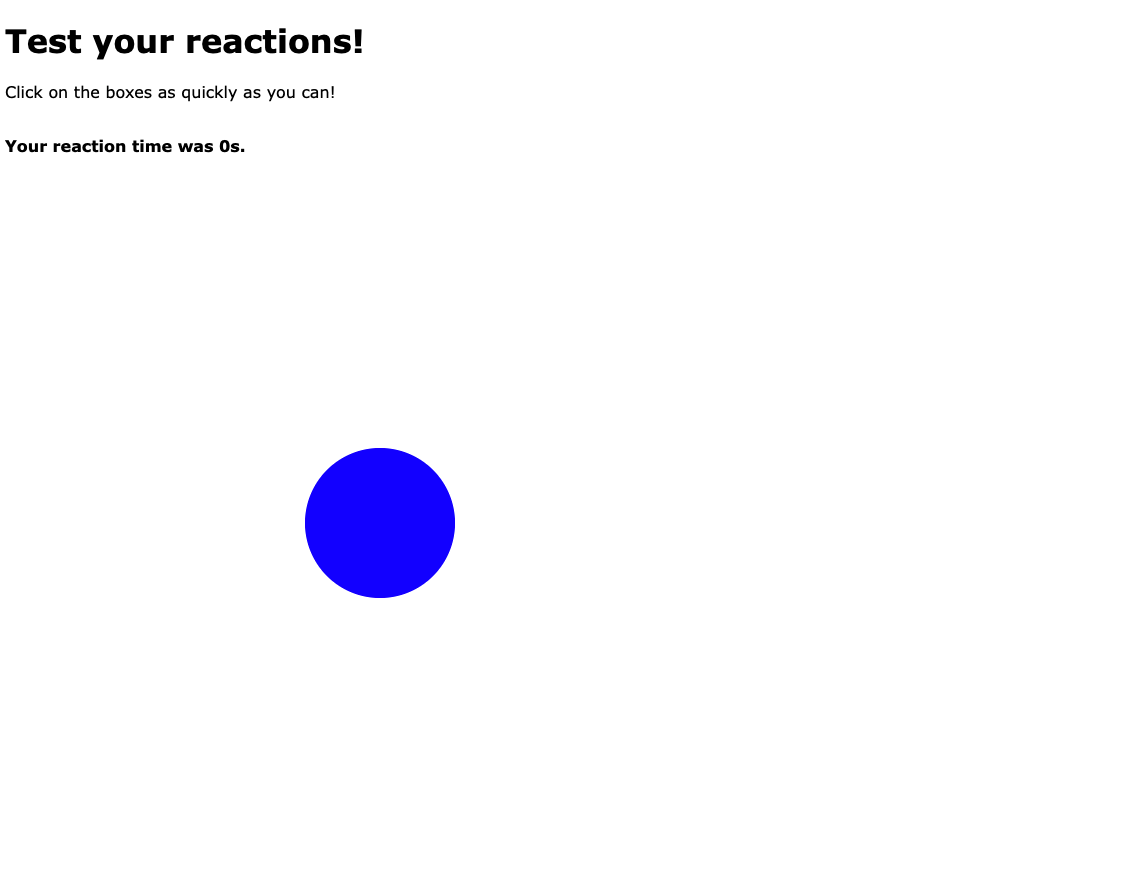 Test your reactions!
Click on the boxes as quickly as you can!
Your reaction time was 0s.